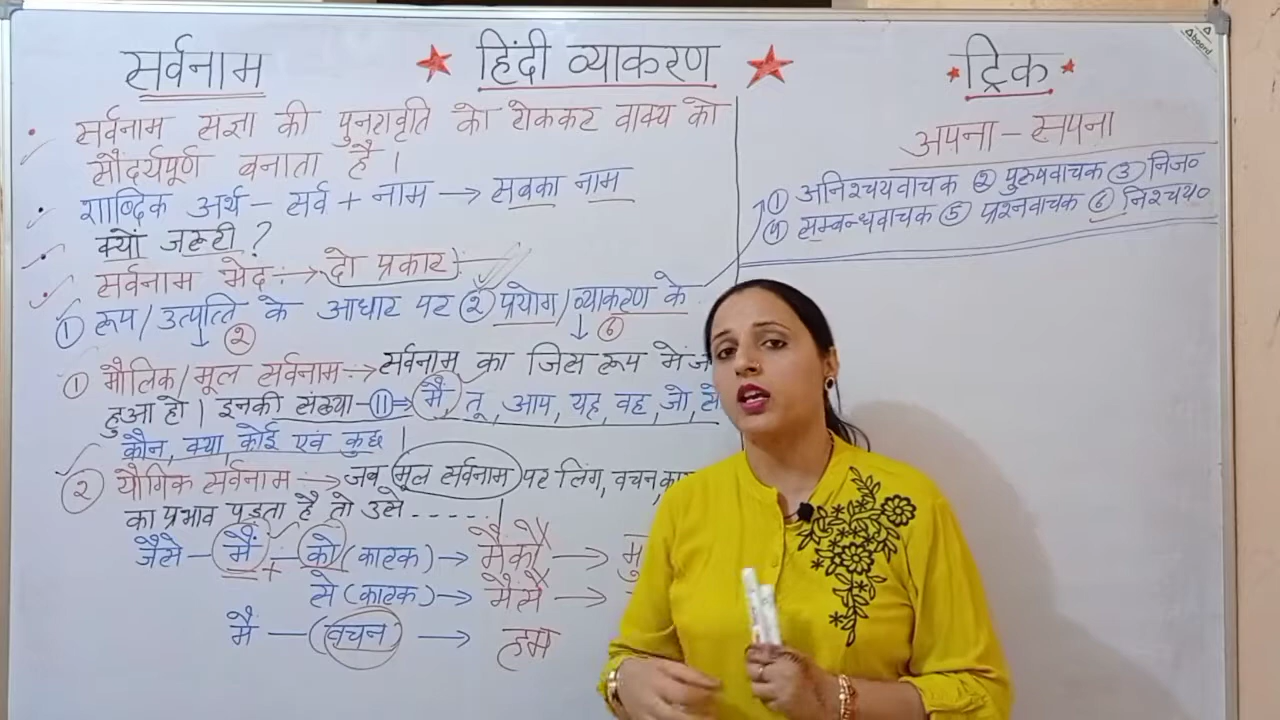 सर्वनाम
हिंदी व्याकरण
ट्रिक
Aboard
सर्वनाम संज्ञा की पुनरावृति को रोककर वाक्य को
सौंदर्यपूर्ण बनाता है।
शाब्दिक अर्थ - सर्व + नाम → सबका नाम
क्यों जरूरी ?
सर्वनाम भेद :→ दो प्रकार :-
① रूप/उत्पत्ति के आधार पर ② प्रयोग/व्याकरण के
↓ ②
↓ ⑥
① मौलिक/मूल सर्वनाम :→ सर्वनाम का जिस रूप में
हुआ हो। इनकी संख्या - ⑪ ⇒ मैं, तू, आप, यह, वह, जो,
कौन, क्या, कोई एवं कुछ।
② यौगिक सर्वनाम → जब मूल सर्वनाम पर लिंग, वचन,
का प्रभाव पड़ता है तो उसे......।
जैसे - मैं + को (कारक) → मैंको →
से (कारक) → मैंसे →
मैं — (वचन) → हम
अपना - सपना
① अनिश्चयवाचक ② पुरुषवाचक ③ निज०
④ सम्बन्धवाचक ⑤ प्रश्नवाचक ⑥ निश्चय०